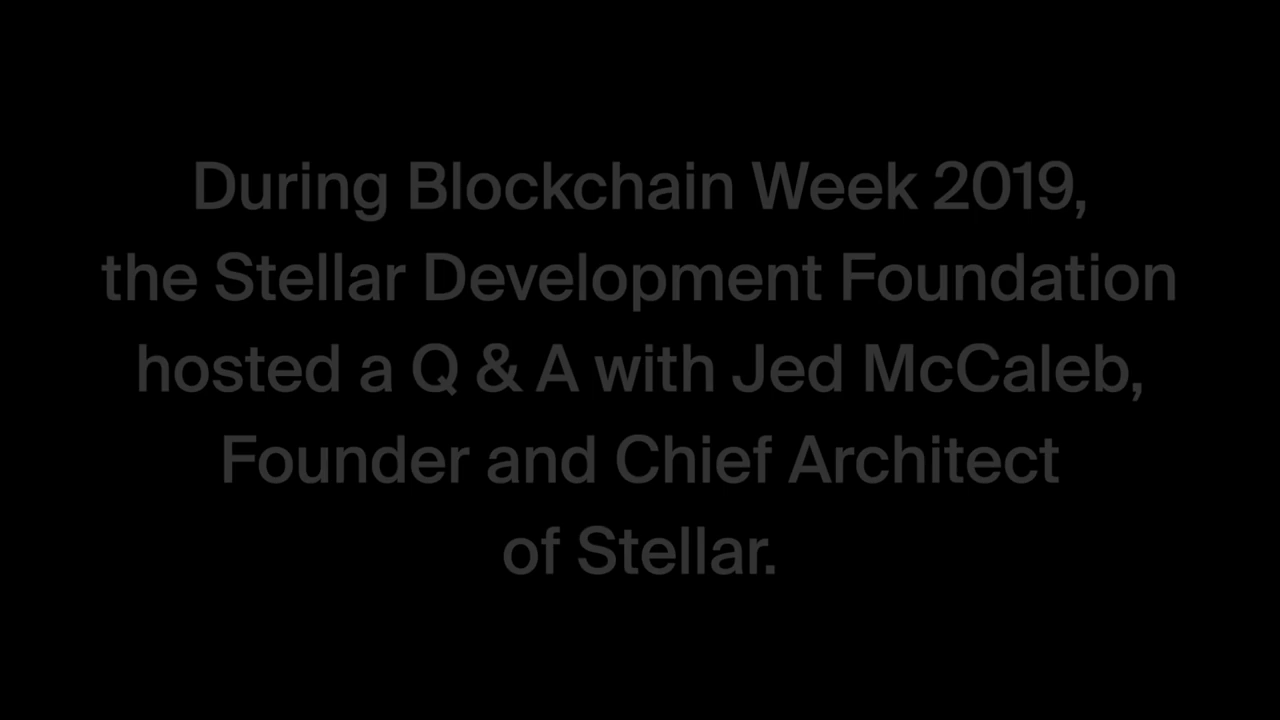 During Blockchain Week 2019,
the Stellar Development Foundation
hosted a Q & A with Jed McCaleb,
Founder and Chief Architect
of Stellar.